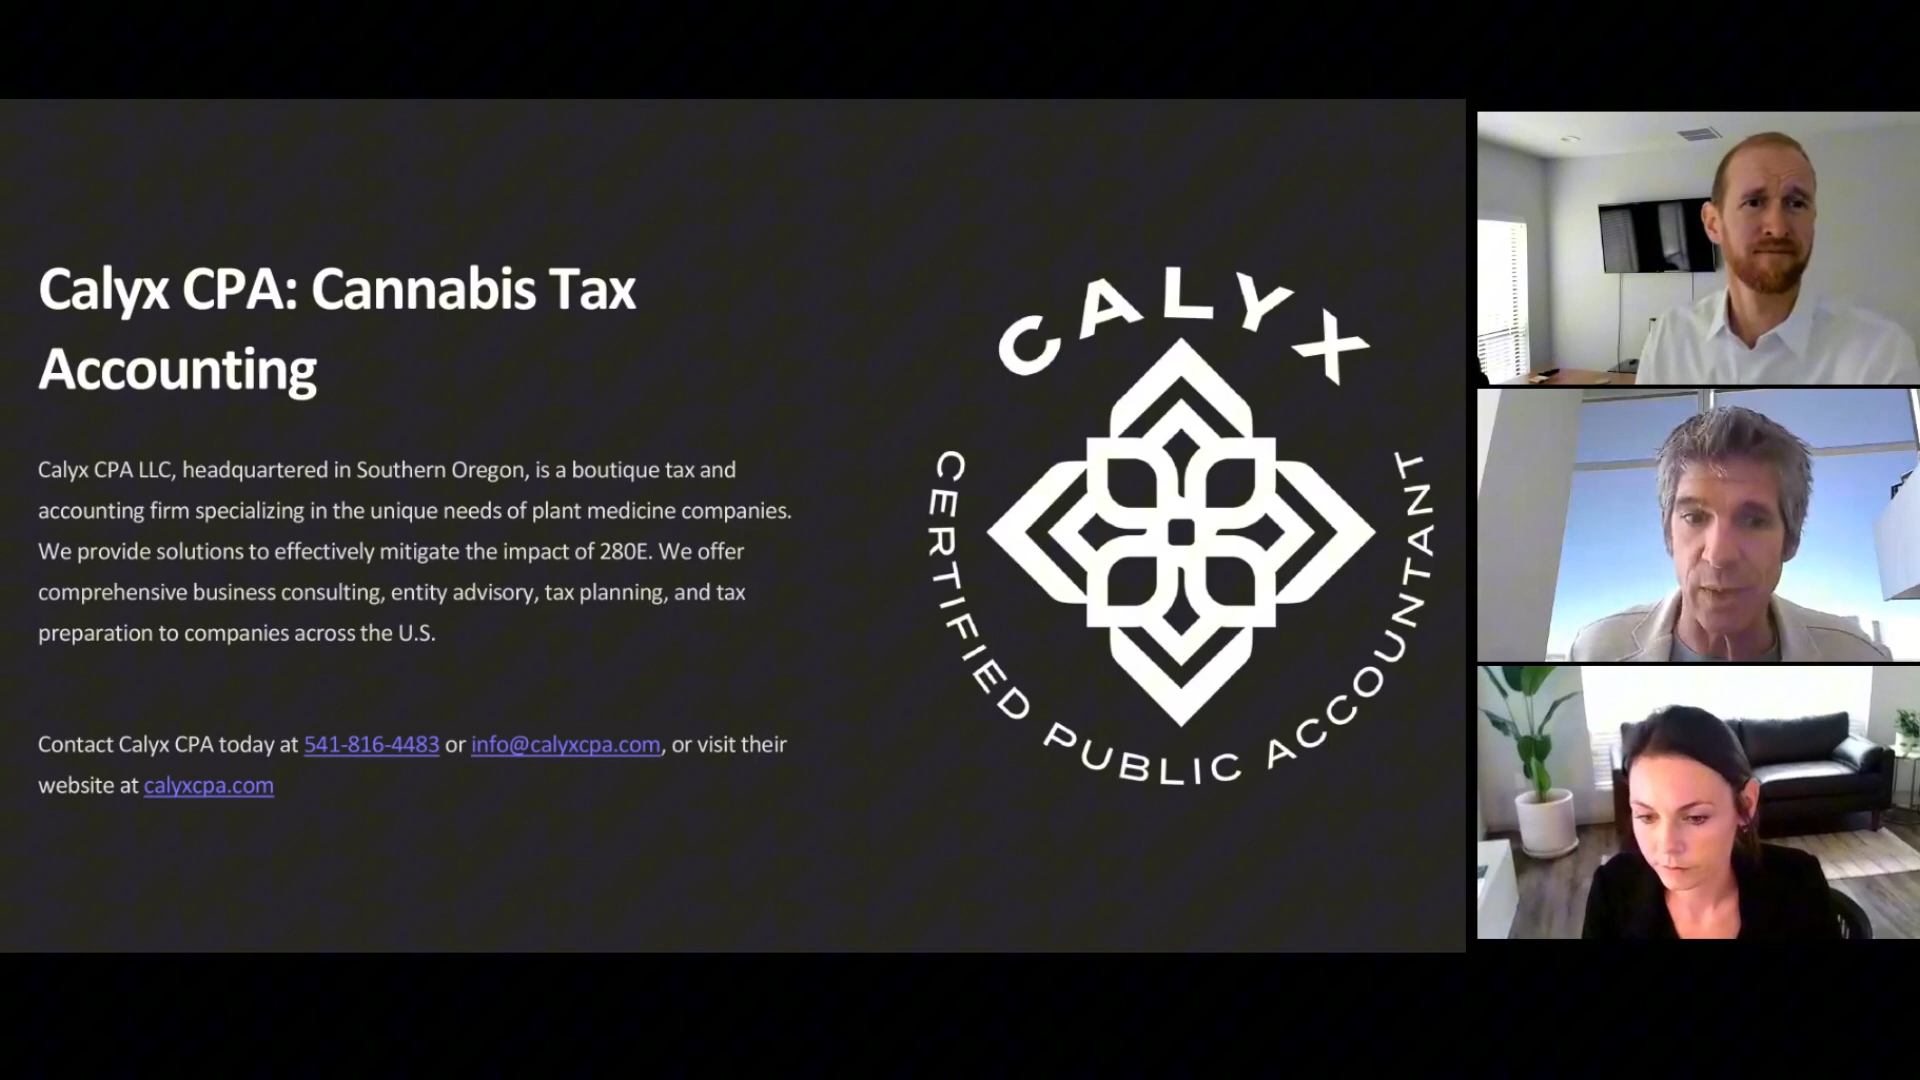 Calyx CPA: Cannabis Tax
Accounting
Calyx CPA LLC, headquartered in Southern Oregon, is a boutique tax and
accounting firm specializing in the unique needs of plant medicine companies.
We provide solutions to effectively mitigate the impact of 280E. We offer
comprehensive business consulting, entity advisory, tax planning, and tax
preparation to companies across the U.S.
Contact Calyx CPA today at 541-816-4483 or info@calyxcpa.com, or visit their
website at calyxcpa.com
CALYX
CERTIFIED PUBLIC ACCOUNTANT